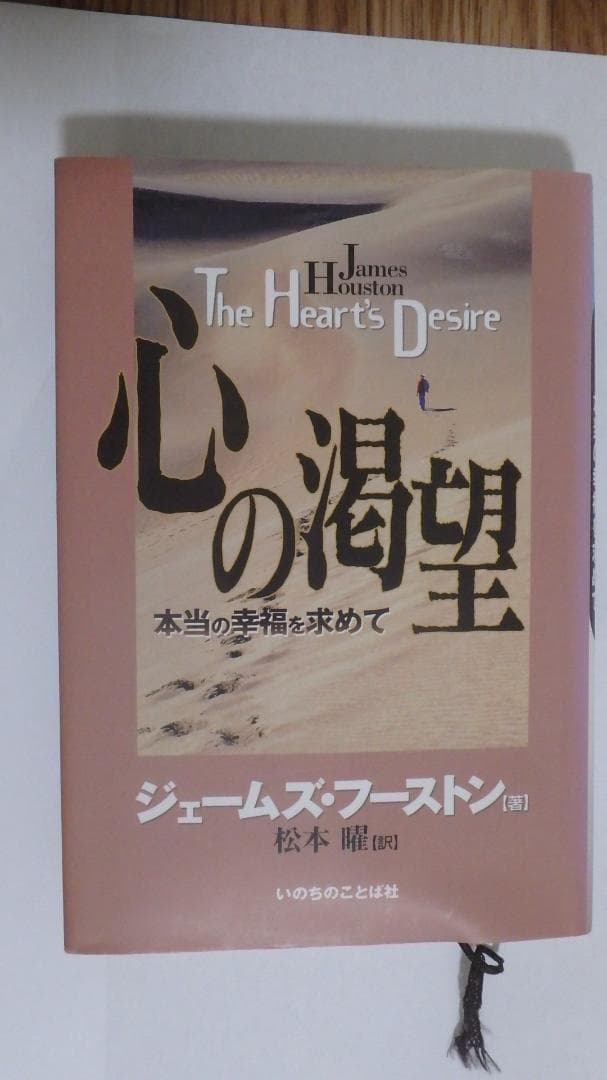 James
Houston
The Heart's Desire
心の渇望
本当の幸福を求めて
ジェームズ・フーストン【著】
松本 曜【訳】
いのちのことば社